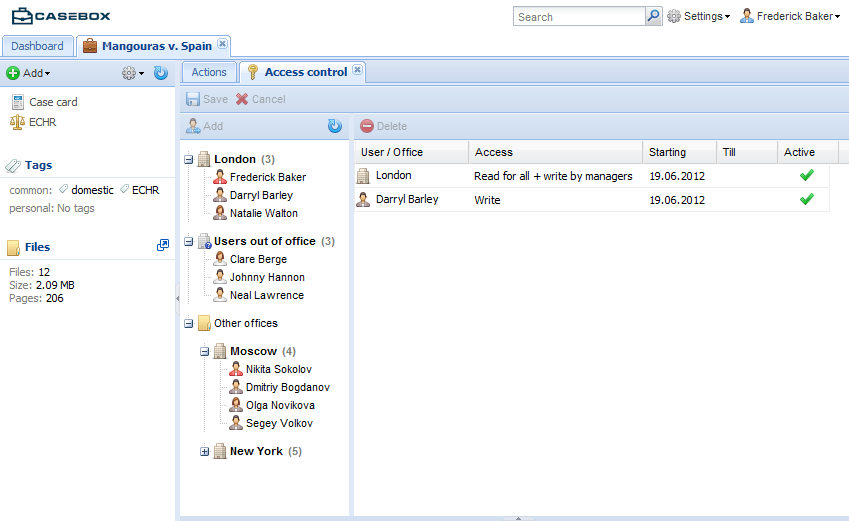 CASEBOX
Search
Settings
Frederick Baker
Dashboard
Mangouras v. Spain
Add
Case card
ECHR
Tags
common: domestic ECHR
personal: No tags
Files
Files: 12
Size: 2.09 MB
Pages: 206
Actions
Access control
Save
Cancel
Add
London (3)
Frederick Baker
Darryl Barley
Natalie Walton
Users out of office (3)
Clare Berge
Johnny Hannon
Neal Lawrence
Other offices
Moscow (4)
Nikita Sokolov
Dmitriy Bogdanov
Olga Novikova
Segey Volkov
New York (5)
Delete
User / Office Access Starting Till Active
London Read for all + write by managers 19.06.2012
Darryl Barley Write 19.06.2012